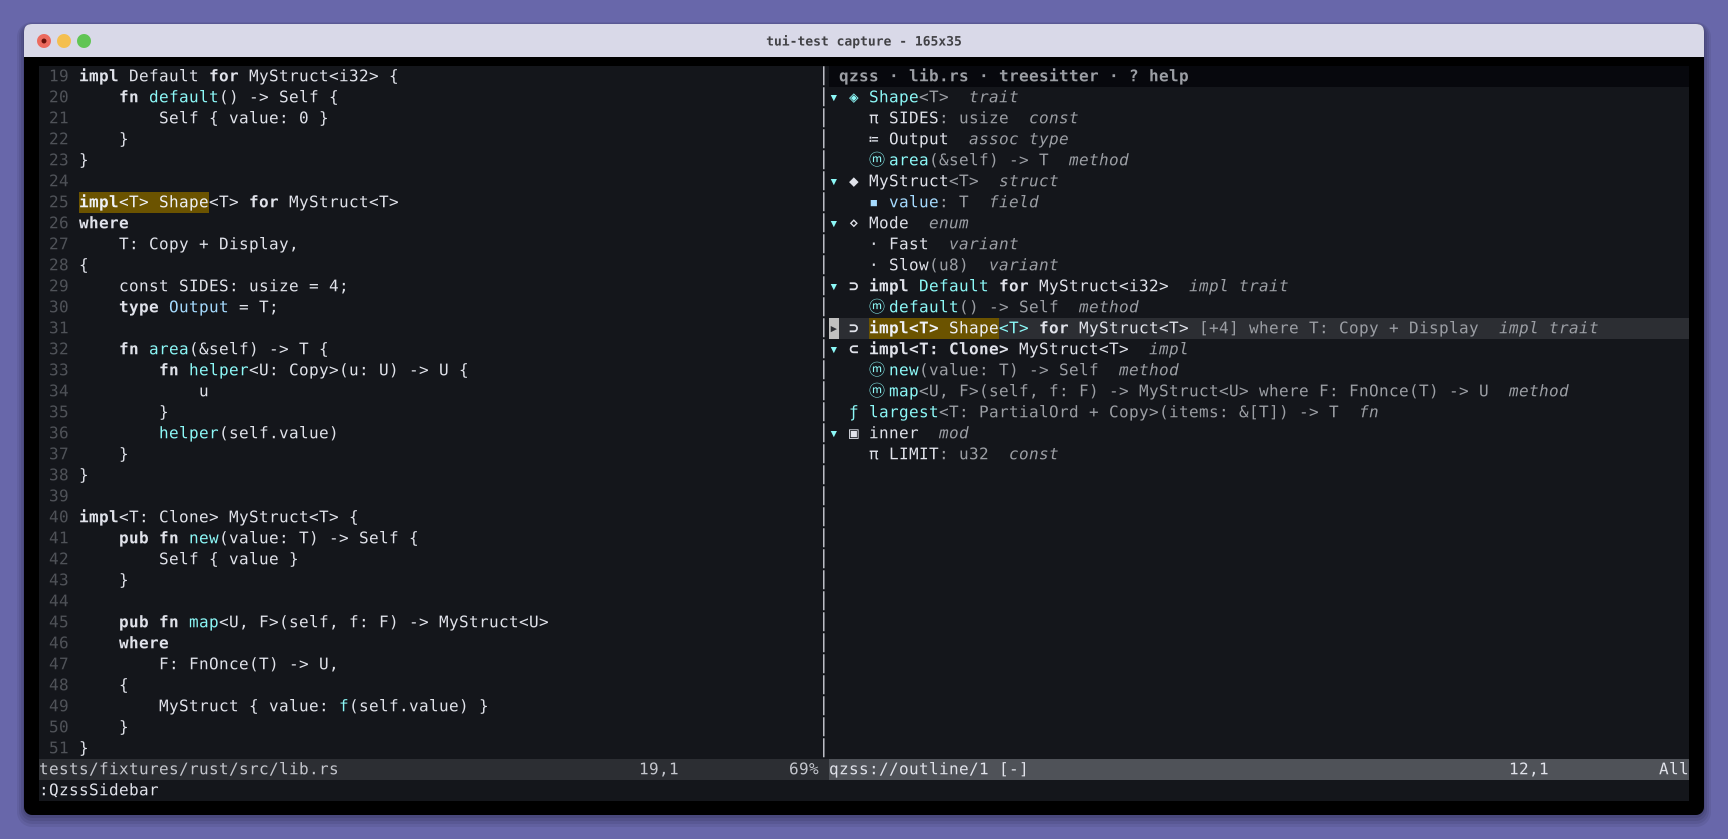 tui-test capture - 165x35
19 impl Default for MyStruct<i32> {
20     fn default() -> Self {
21         Self { value: 0 }
22     }
23 }
24
25 impl<T> Shape<T> for MyStruct<T>
26 where
27     T: Copy + Display,
28 {
29     const SIDES: usize = 4;
30     type Output = T;
31
32     fn area(&self) -> T {
33         fn helper<U: Copy>(u: U) -> U {
34             u
35         }
36         helper(self.value)
37     }
38 }
39
40 impl<T: Clone> MyStruct<T> {
41     pub fn new(value: T) -> Self {
42         Self { value }
43     }
44
45     pub fn map<U, F>(self, f: F) -> MyStruct<U>
46     where
47         F: FnOnce(T) -> U,
48     {
49         MyStruct { value: f(self.value) }
50     }
51 }
tests/fixtures/rust/src/lib.rs 19,1 69%
qzss · lib.rs · treesitter · ? help
▾ ◈ Shape<T>  trait
    π SIDES: usize  const
    ≔ Output  assoc type
    ⓜ area(&self) -> T  method
▾ ◆ MyStruct<T>  struct
    ▪ value: T  field
▾ ⋄ Mode  enum
    · Fast  variant
    · Slow(u8)  variant
▾ ⊃ impl Default for MyStruct<i32>  impl trait
    ⓜ default() -> Self  method
▸ ⊃ impl<T> Shape<T> for MyStruct<T> [+4] where T: Copy + Display  impl trait
▾ ⊂ impl<T: Clone> MyStruct<T>  impl
    ⓜ new(value: T) -> Self  method
    ⓜ map<U, F>(self, f: F) -> MyStruct<U> where F: FnOnce(T) -> U  method
  ƒ largest<T: PartialOrd + Copy>(items: &[T]) -> T  fn
▾ ▣ inner  mod
    π LIMIT: u32  const
qzss://outline/1 [-] 12,1 All
:QzssSidebar